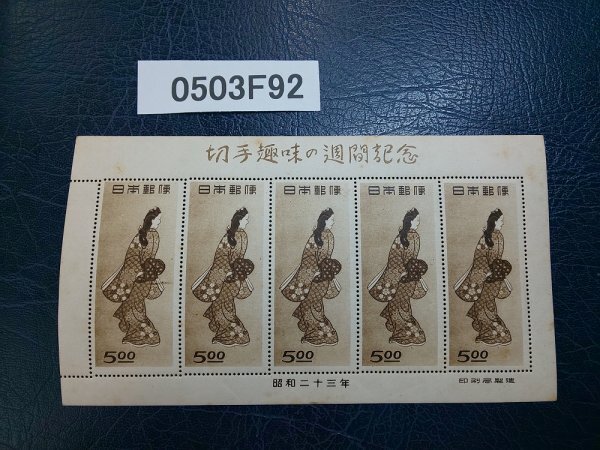 0503F92
切手趣味の週間記念
日本郵便 日本郵便 日本郵便 日本郵便 日本郵便
5.00 5.00 5.00 5.00 5.00
昭和二十三年 印刷局製造